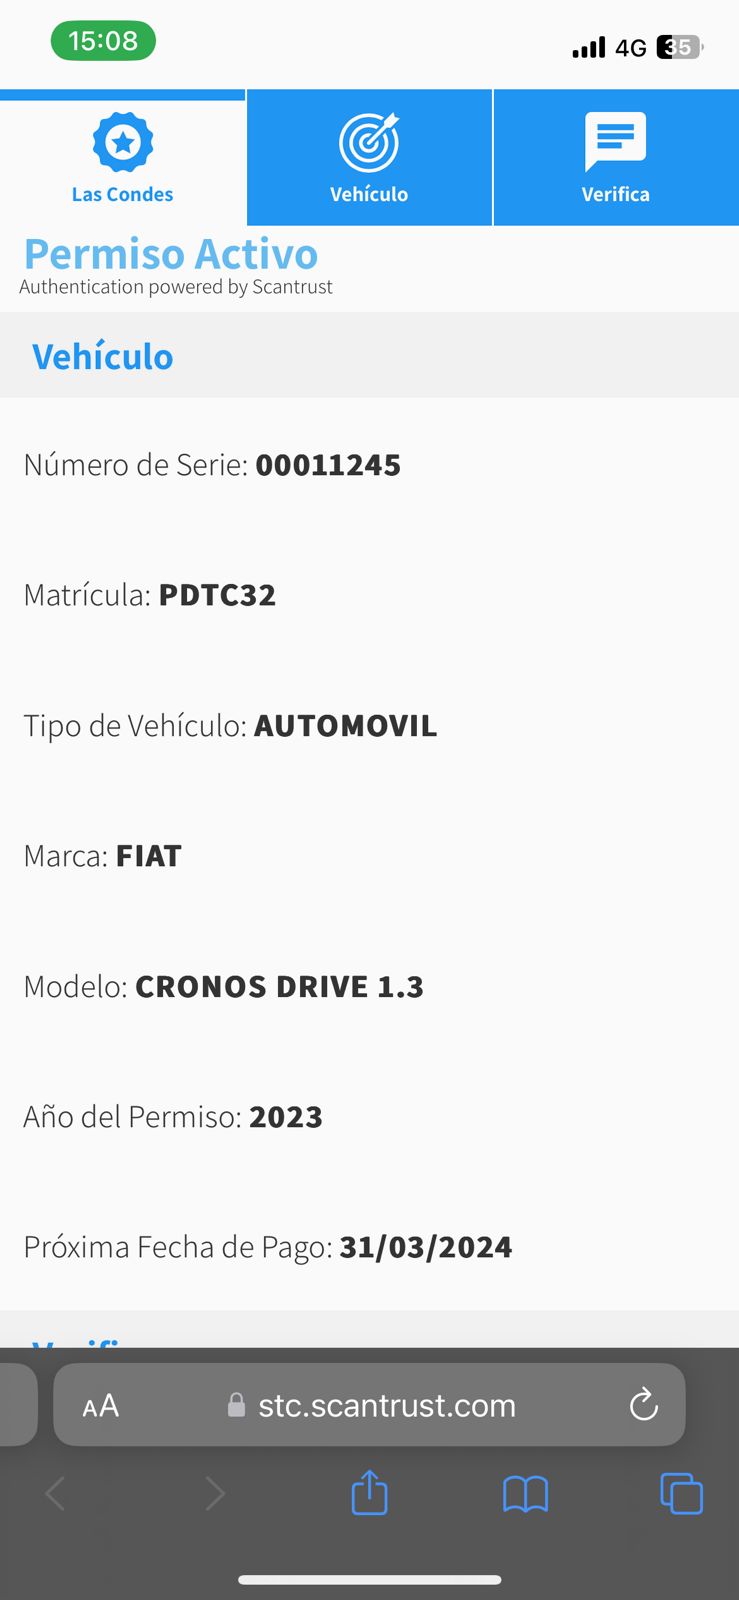 15:08
4G 35
Las Condes
Vehículo
Verifica
Permiso Activo
Authentication powered by Scantrust
Vehículo
Número de Serie: 00011245
Matrícula: PDTC32
Tipo de Vehículo: AUTOMOVIL
Marca: FIAT
Modelo: CRONOS DRIVE 1.3
Año del Permiso: 2023
Próxima Fecha de Pago: 31/03/2024
AA stc.scantrust.com